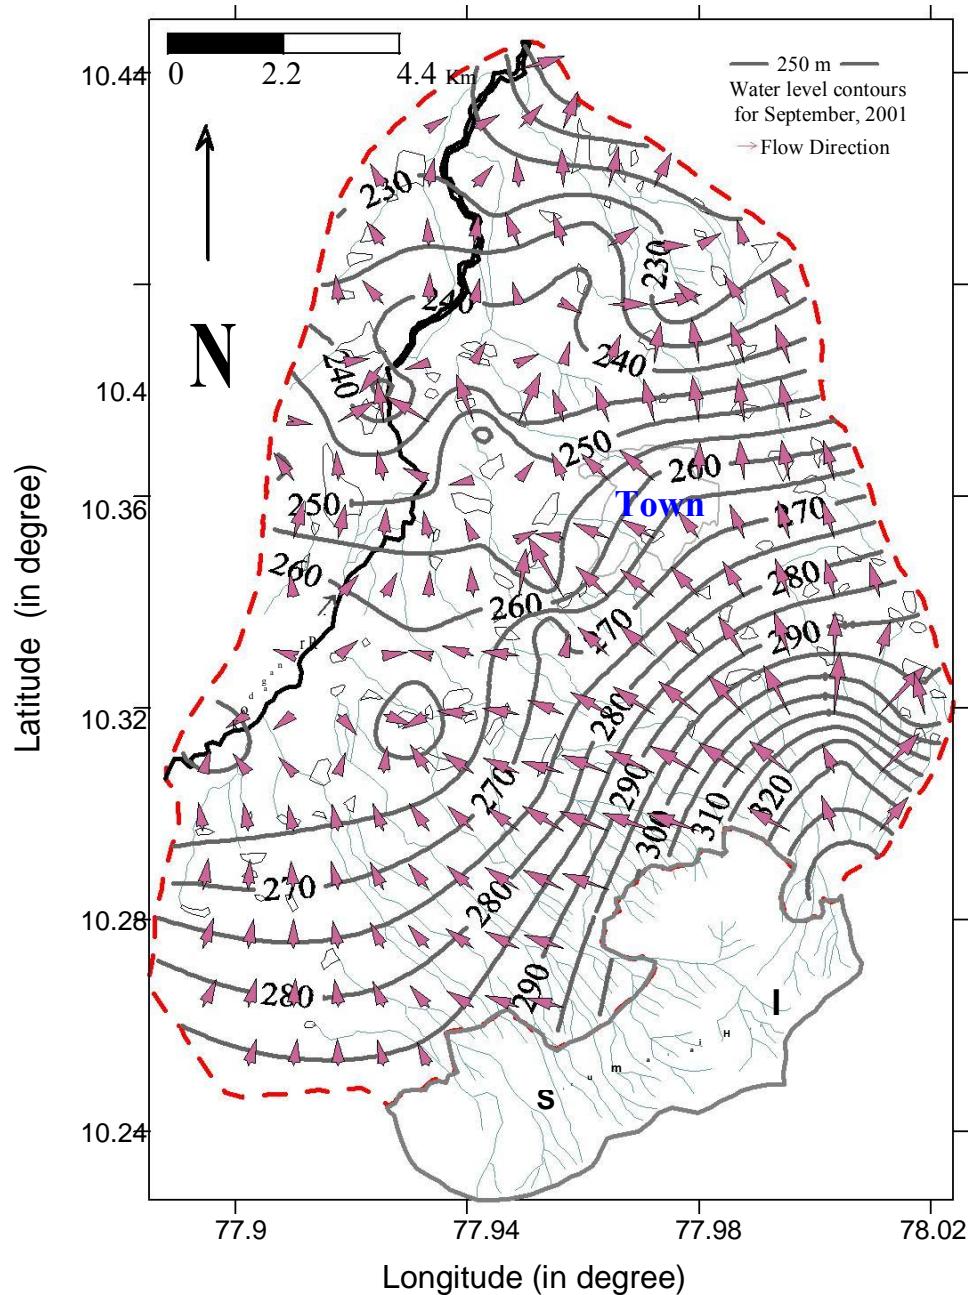 10.44
0 2.2 4.4 Km
250 m
Water level contours
for September, 2001
Flow Direction
N
230
230
240
240
240
10.4
250
260
Town
250
10.36
270
260
280
260
270
290
r R
10.32
280
270
290
320
310
300
270
280
10.28
290
280
I
H
S
u
m
a
i
a
i
10.24
77.9 77.94 77.98 78.02
Longitude (in degree)
Latitude (in degree)